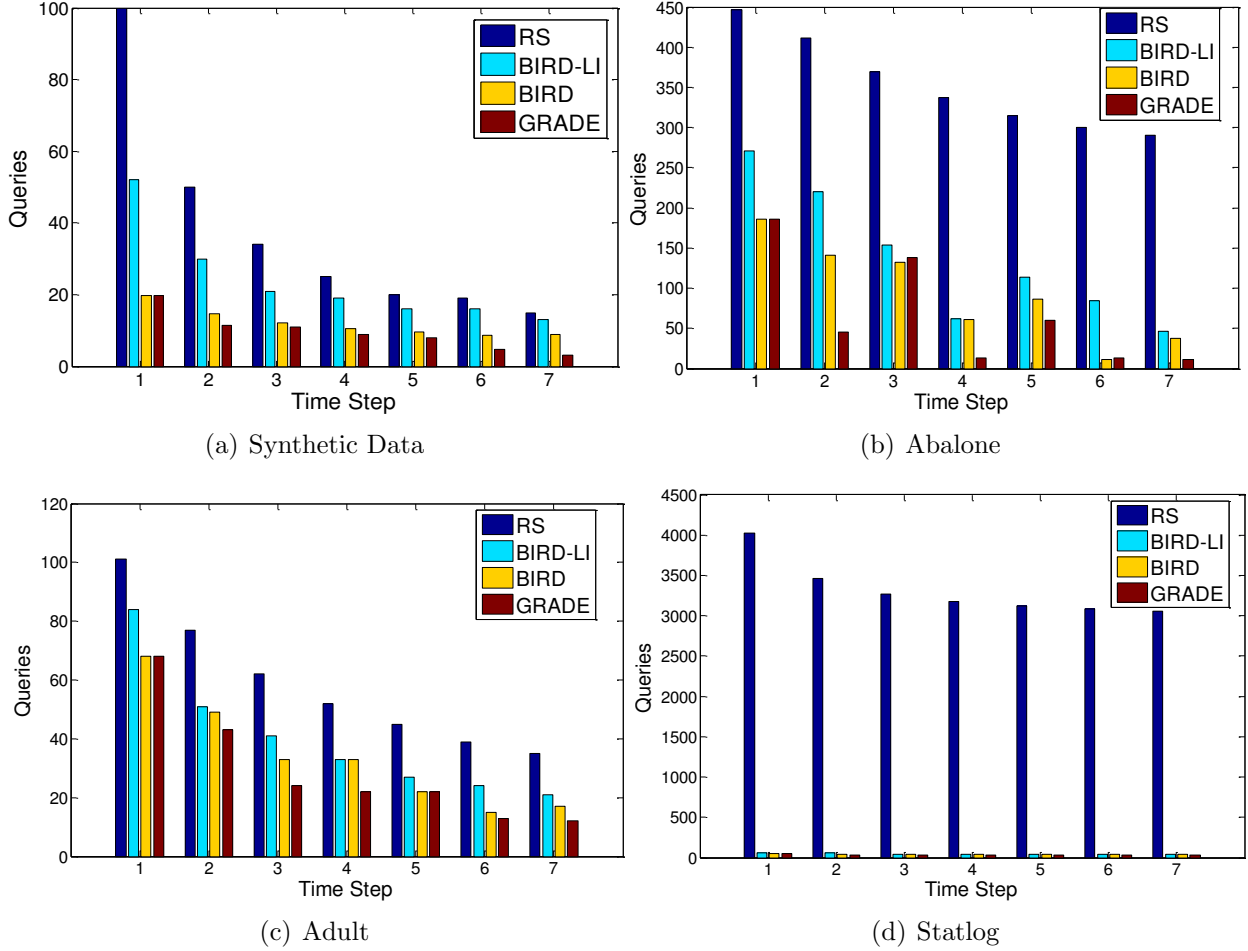 100
80
60
40
20
0
Queries
RS
BIRD-LI
BIRD
GRADE
1 2 3 4 5 6 7
Time Step
(a) Synthetic Data
450
400
350
300
250
200
150
100
50
0
Queries
RS
BIRD-LI
BIRD
GRADE
1 2 3 4 5 6 7
Time Step
(b) Abalone
120
100
80
60
40
20
0
Queries
RS
BIRD-LI
BIRD
GRADE
1 2 3 4 5 6 7
Time Step
(c) Adult
4500
4000
3500
3000
2500
2000
1500
1000
500
0
Queries
RS
BIRD-LI
BIRD
GRADE
1 2 3 4 5 6 7
Time Step
(d) Statlog